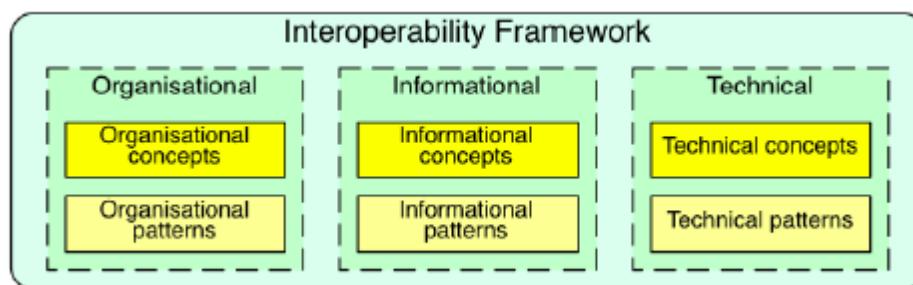 Interoperability Framework
Organisational
Organisational
concepts
Organisational
patterns
Informational
Informational
concepts
Informational
patterns
Technical
Technical concepts
Technical patterns